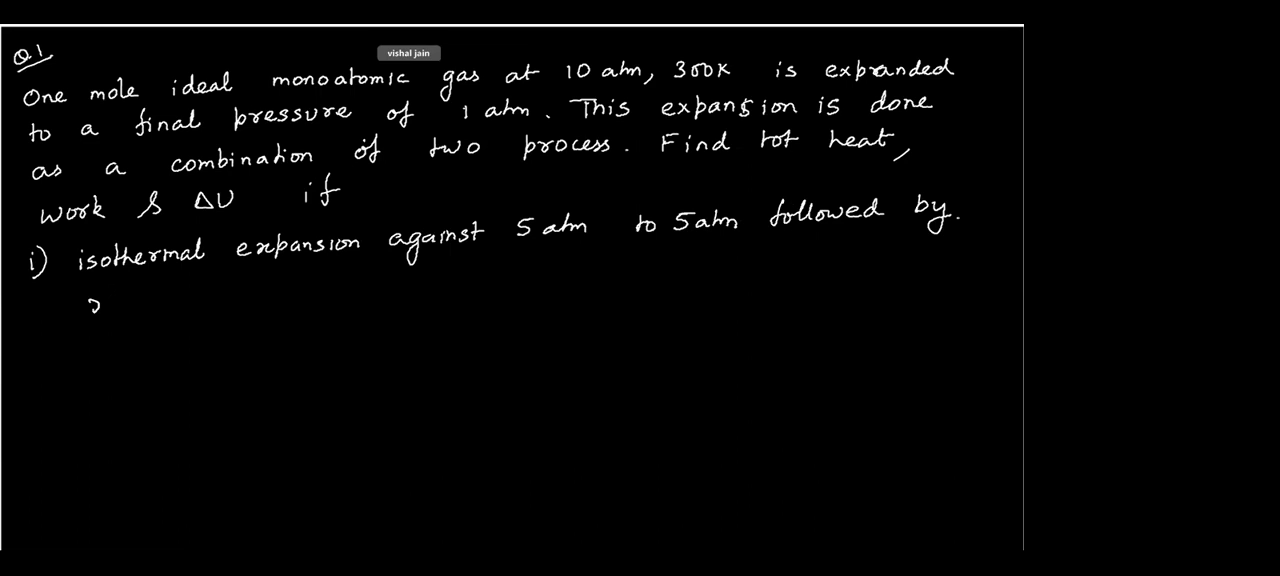 Q1
vishal jain
One mole ideal monoatomic gas at 10 atm, 300K is expanded
to a final pressure of 1 atm. This expansion is done
as a combination of two process. Find tot heat,
work & ΔU if
i) isothermal expansion against 5 atm to 5 atm followed by.